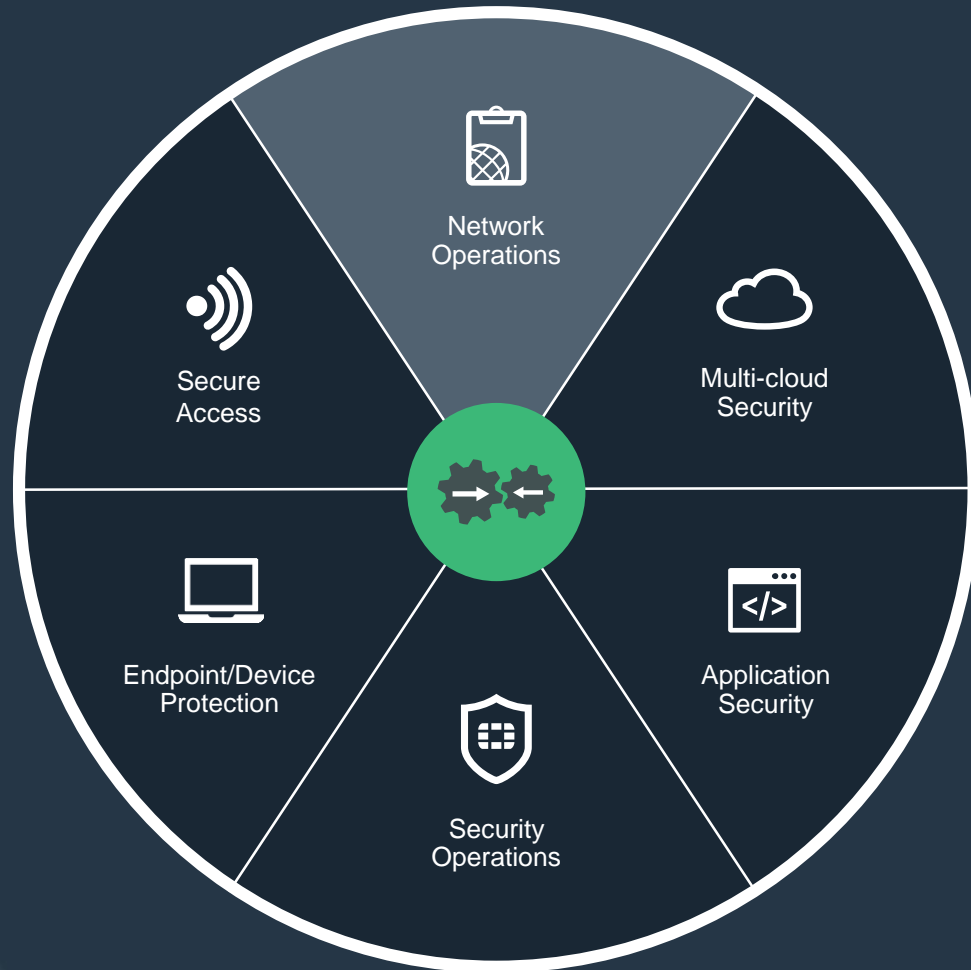 Network
Operations
Multi-cloud
Security
</>
Application
Security
Security
Operations
Endpoint/Device
Protection
Secure
Access